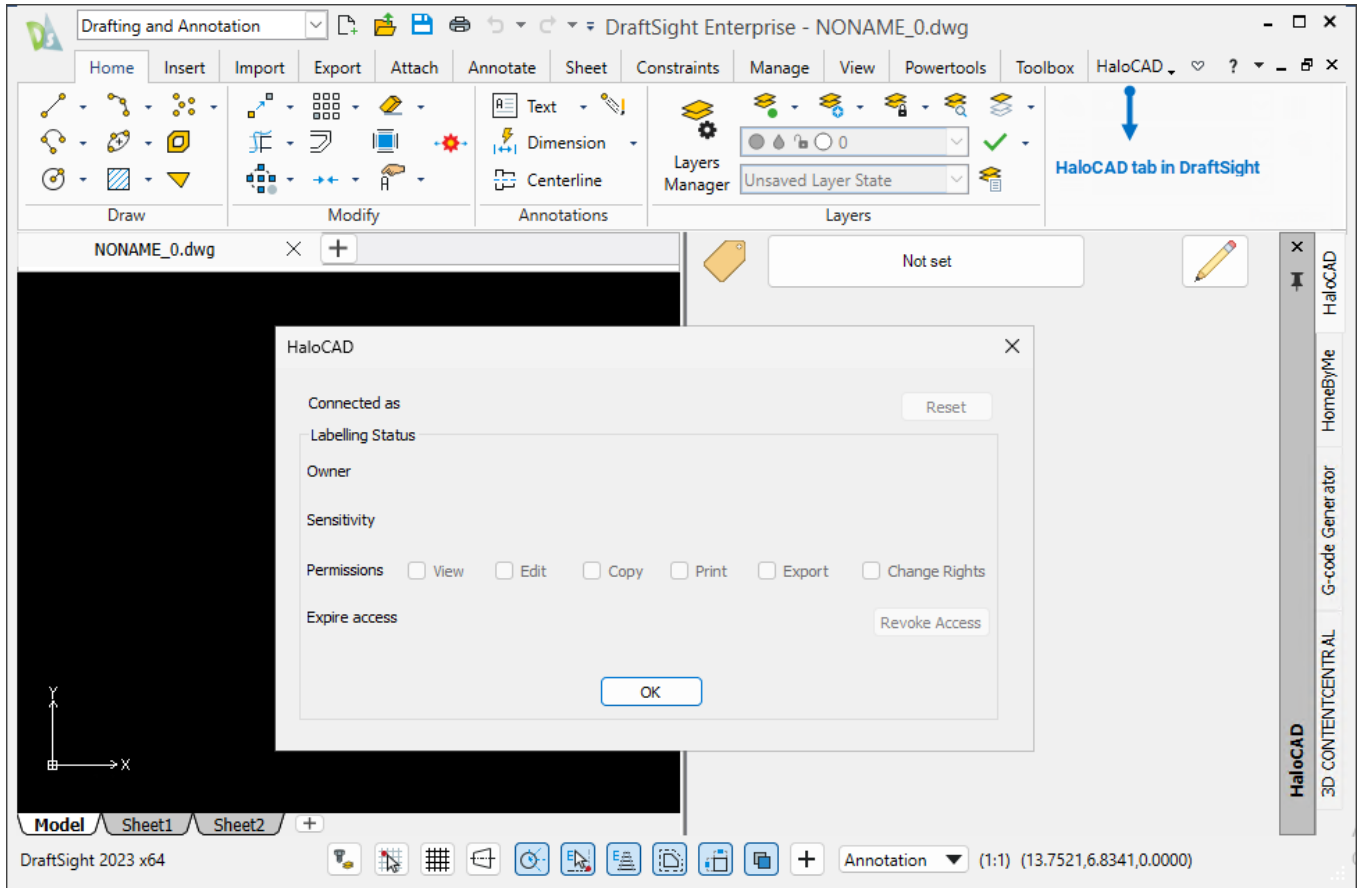 Drafting and Annotation
DraftSight Enterprise - NONAME_0.dwg
Home Insert Import Export Attach Annotate Sheet Constraints Manage View Powertools Toolbox HaloCAD ?
Text
Dimension
Centerline
Layers
Manager
0
Unsaved Layer State
HaloCAD tab in DraftSight
Draw Modify Annotations Layers
NONAME_0.dwg
Not set
HaloCAD
HomeByMe
G-code Generator
3D CONTENTCENTRAL
HaloCAD
HaloCAD
Connected as
Reset
Labelling Status
Owner
Sensitivity
Permissions View Edit Copy Print Export Change Rights
Expire access
Revoke Access
OK
Y
X
Model Sheet1 Sheet2
DraftSight 2023 x64
Annotation (1:1) (13.7521,6.8341,0.0000)